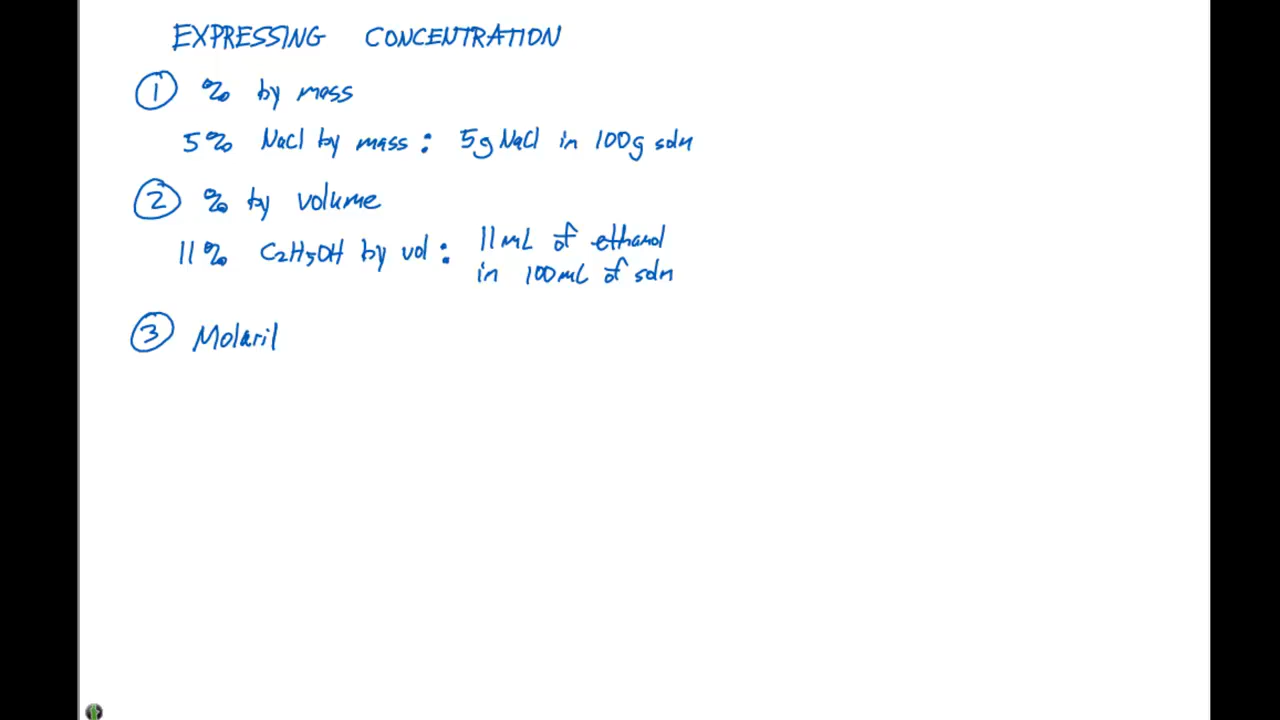 EXPRESSING CONCENTRATION
① % by mass
5% NaCl by mass : 5g NaCl in 100g soln
② % by volume
11% C₂H₅OH by vol : 11mL of ethanol
in 100mL of soln
③ Molaril